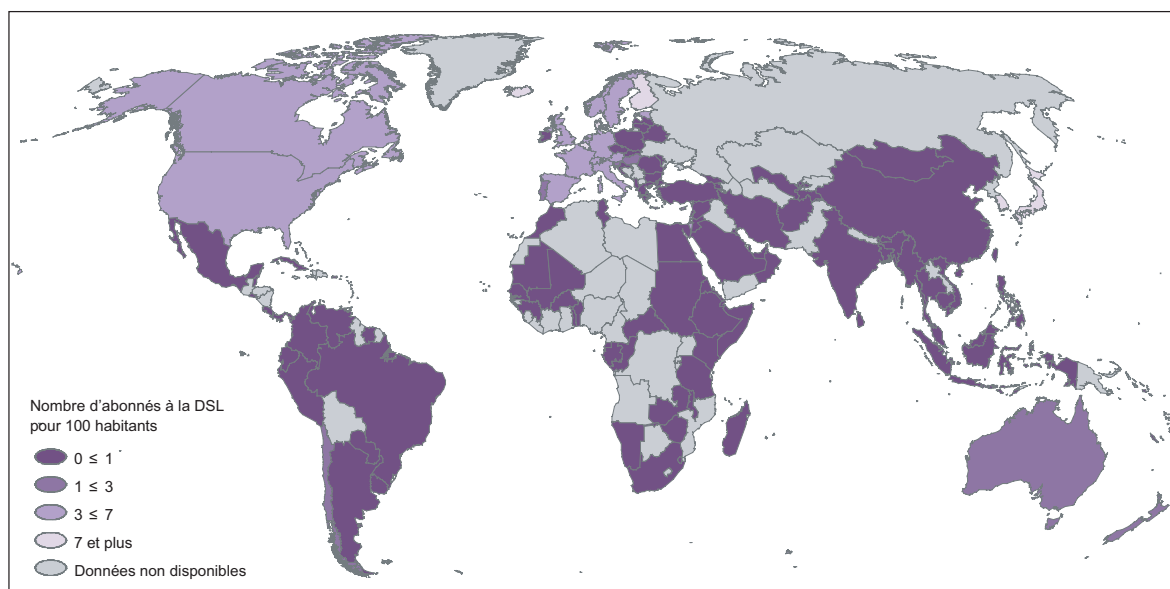 Nombre d'abonnés à la DSL
pour 100 habitants
0 ≤ 1
1 ≤ 3
3 ≤ 7
7 et plus
Données non disponibles